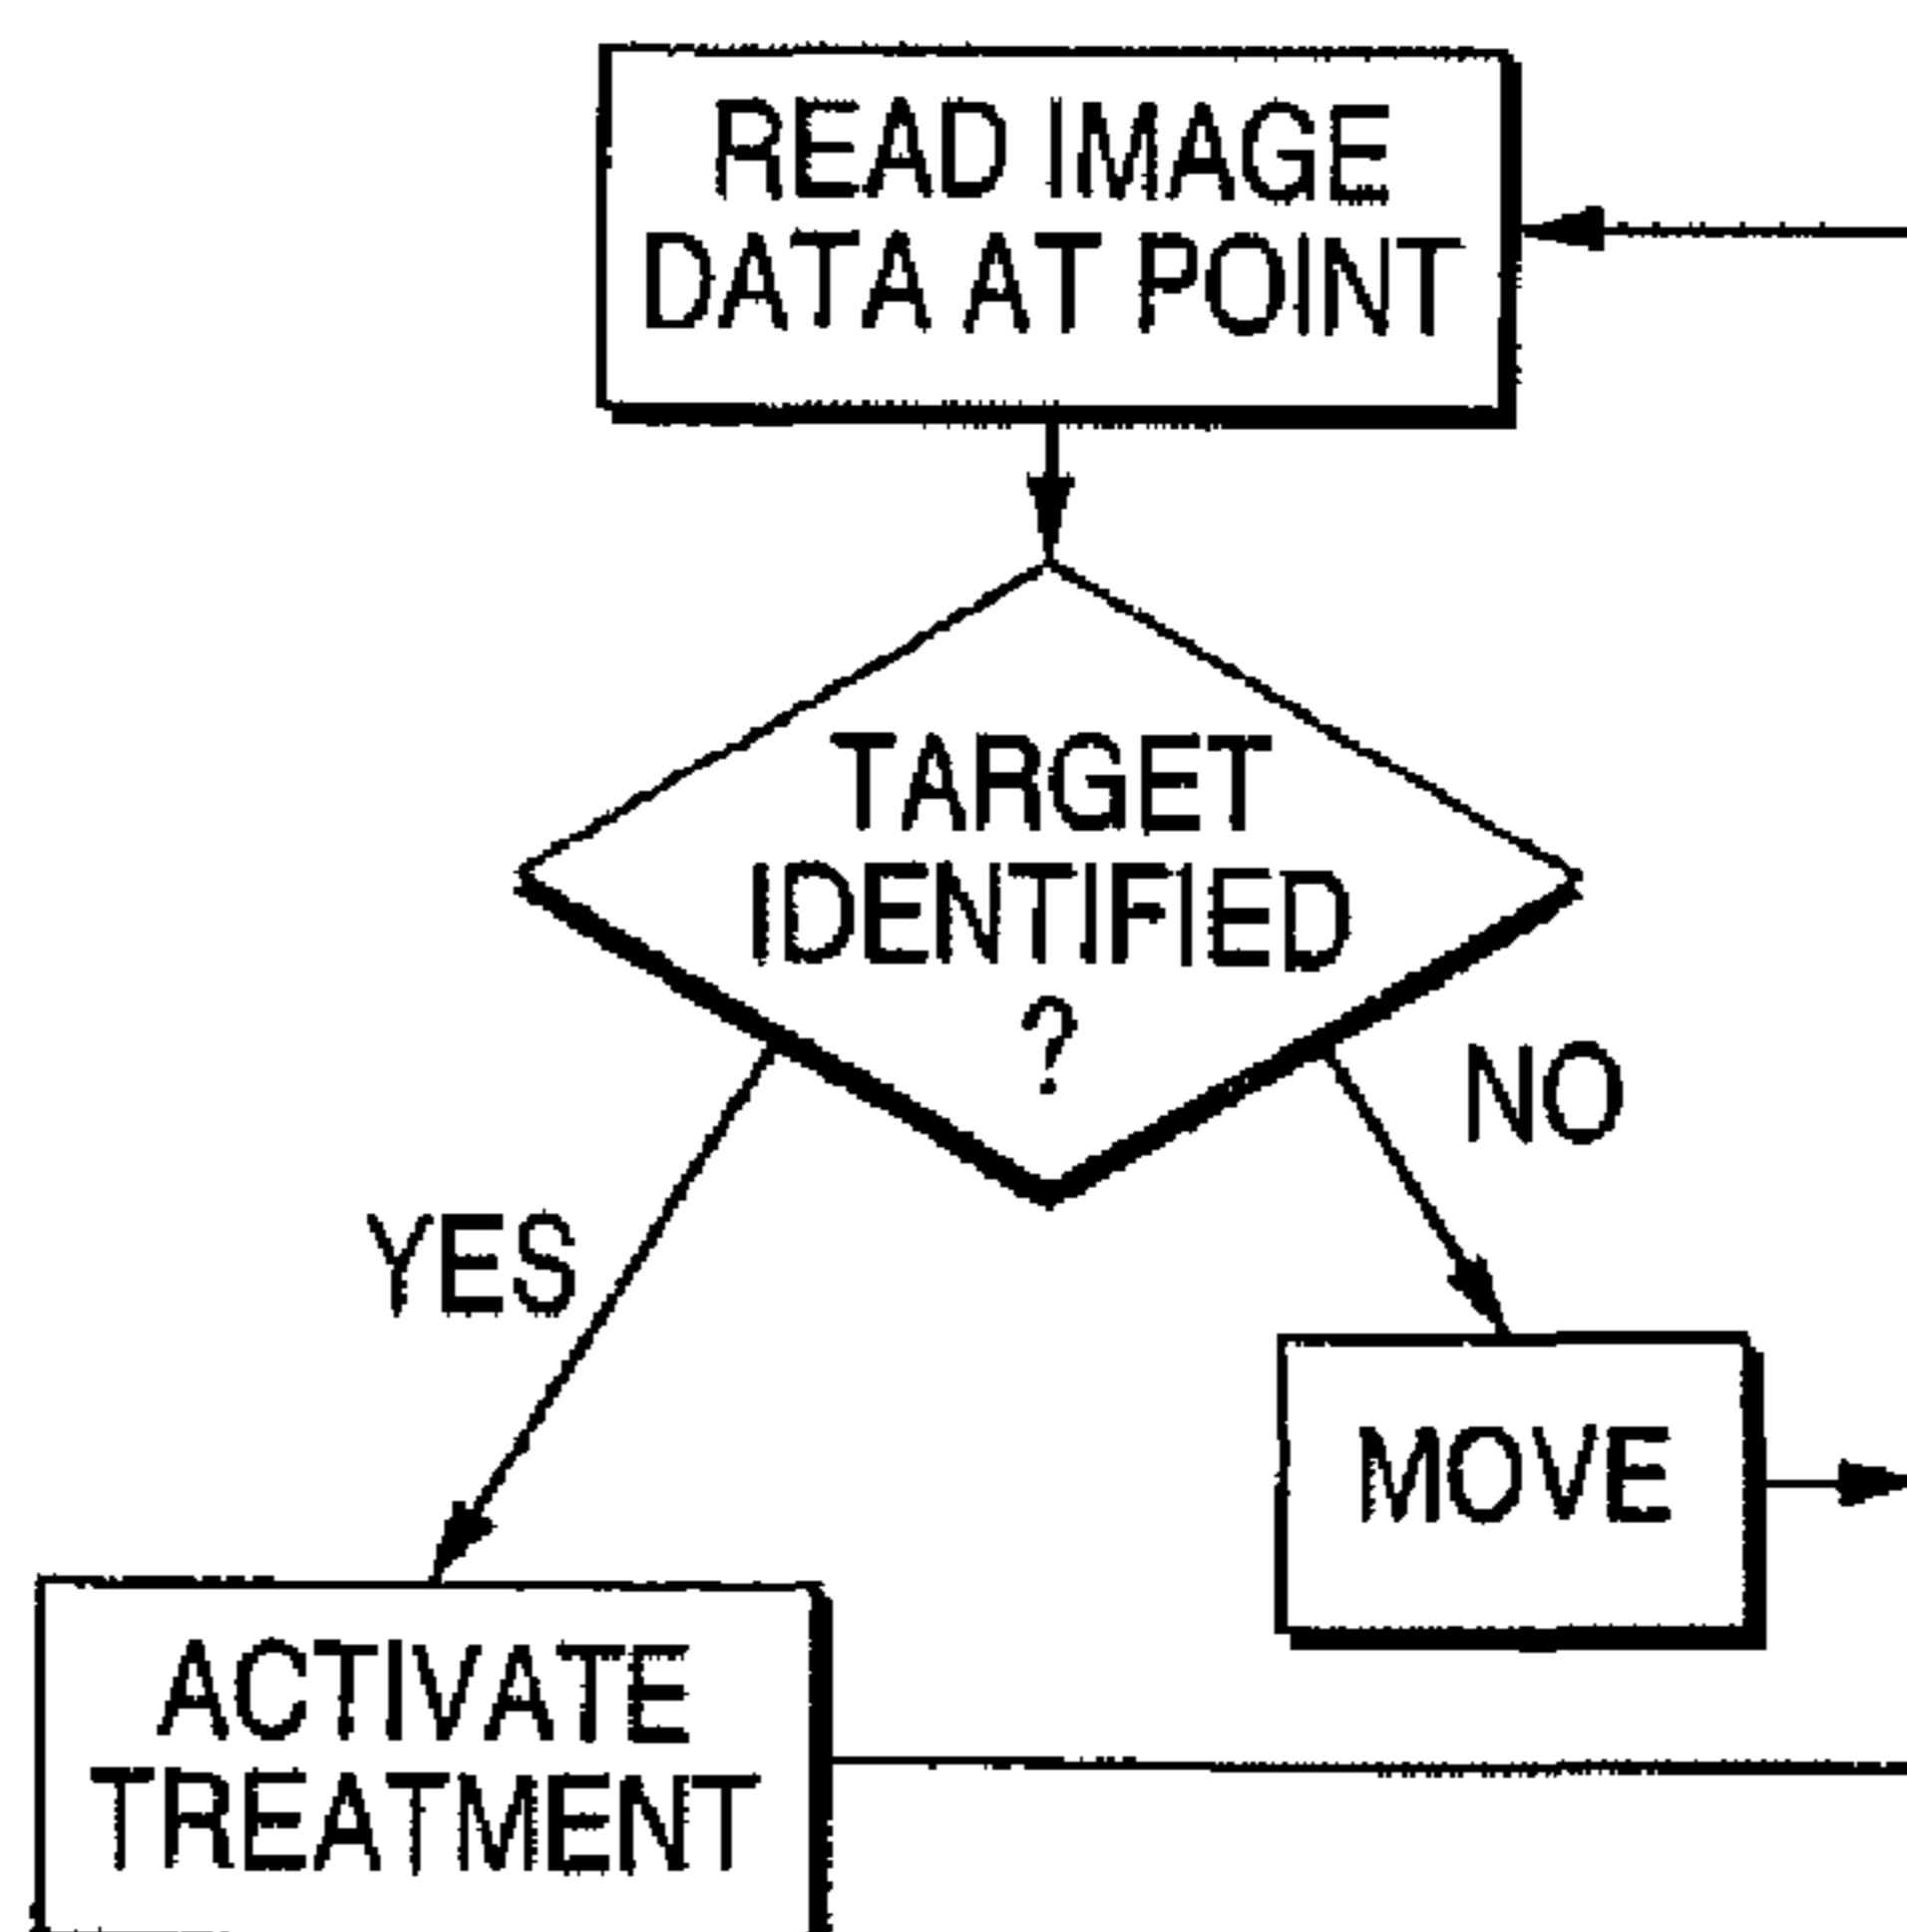 READ IMAGE
DATA AT POINT
TARGET
IDENTIFIED
?
NO
YES
MOVE
ACTIVATE
TREATMENT